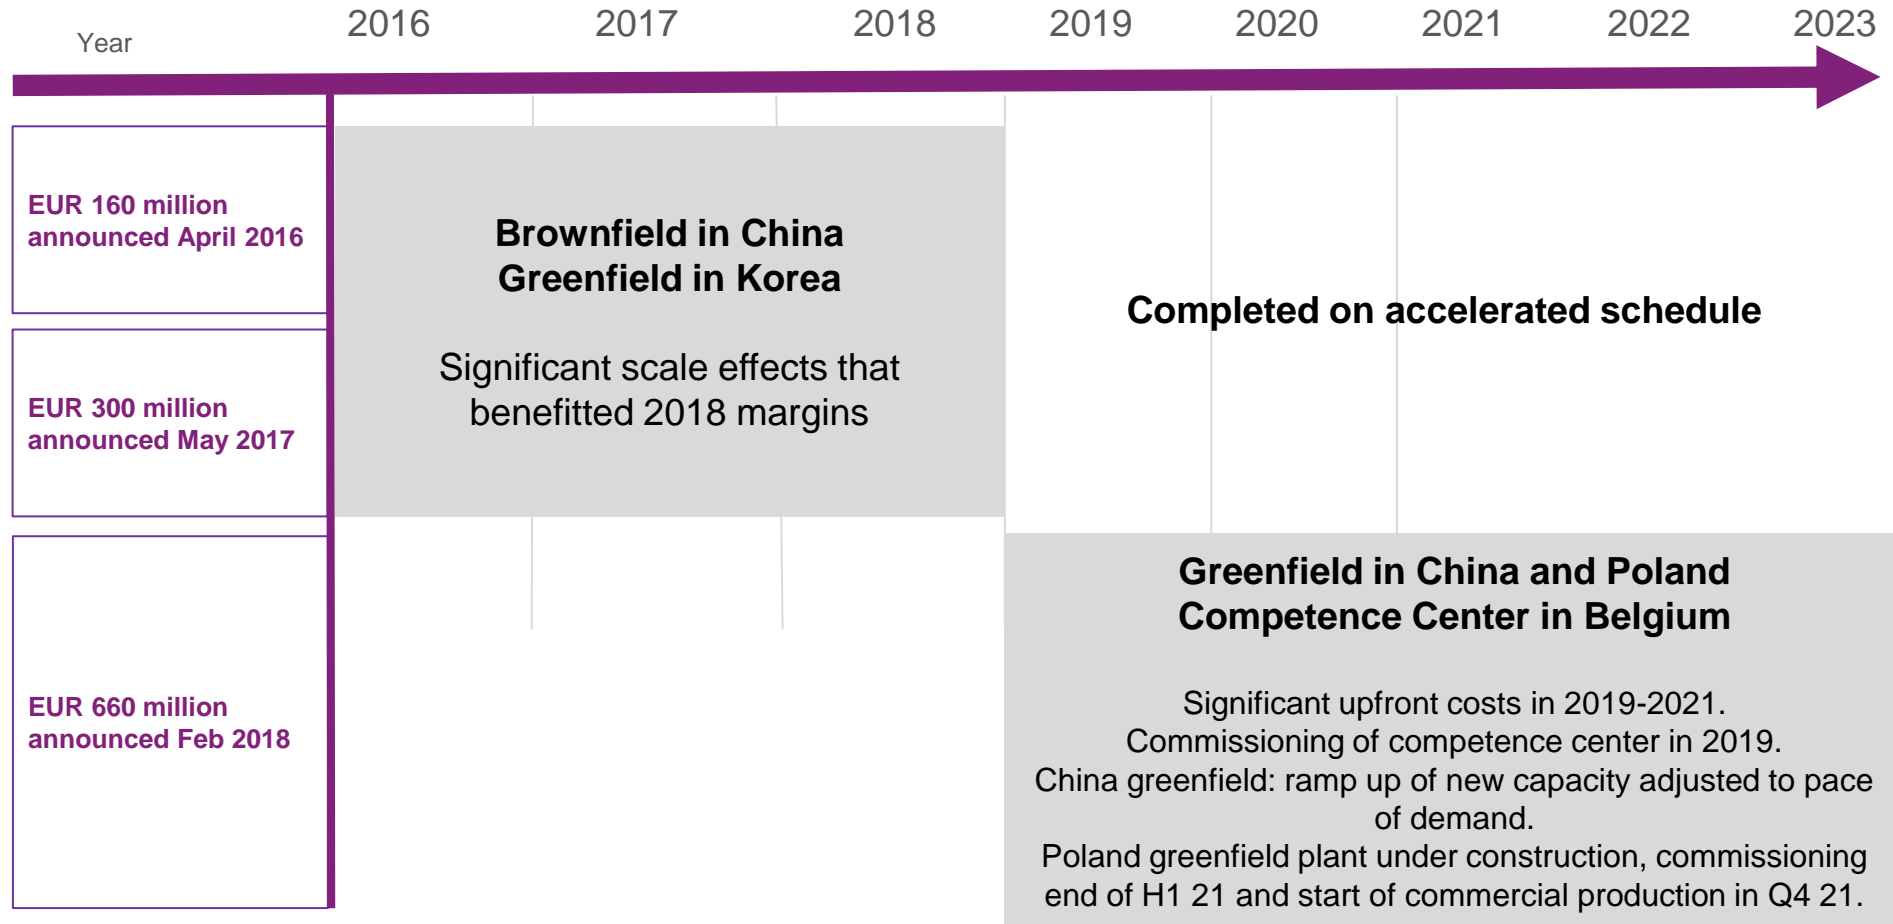 Year
2016
2017
2018
2019
2020
2021
2022
2023
EUR 160 million
announced April 2016
EUR 300 million
announced May 2017
Brownfield in China
Greenfield in Korea
Significant scale effects that
benefitted 2018 margins
Completed on accelerated schedule
EUR 660 million
announced Feb 2018
Greenfield in China and Poland
Competence Center in Belgium
Significant upfront costs in 2019-2021.
Commissioning of competence center in 2019.
China greenfield: ramp up of new capacity adjusted to pace
of demand.
Poland greenfield plant under construction, commissioning
end of H1 21 and start of commercial production in Q4 21.